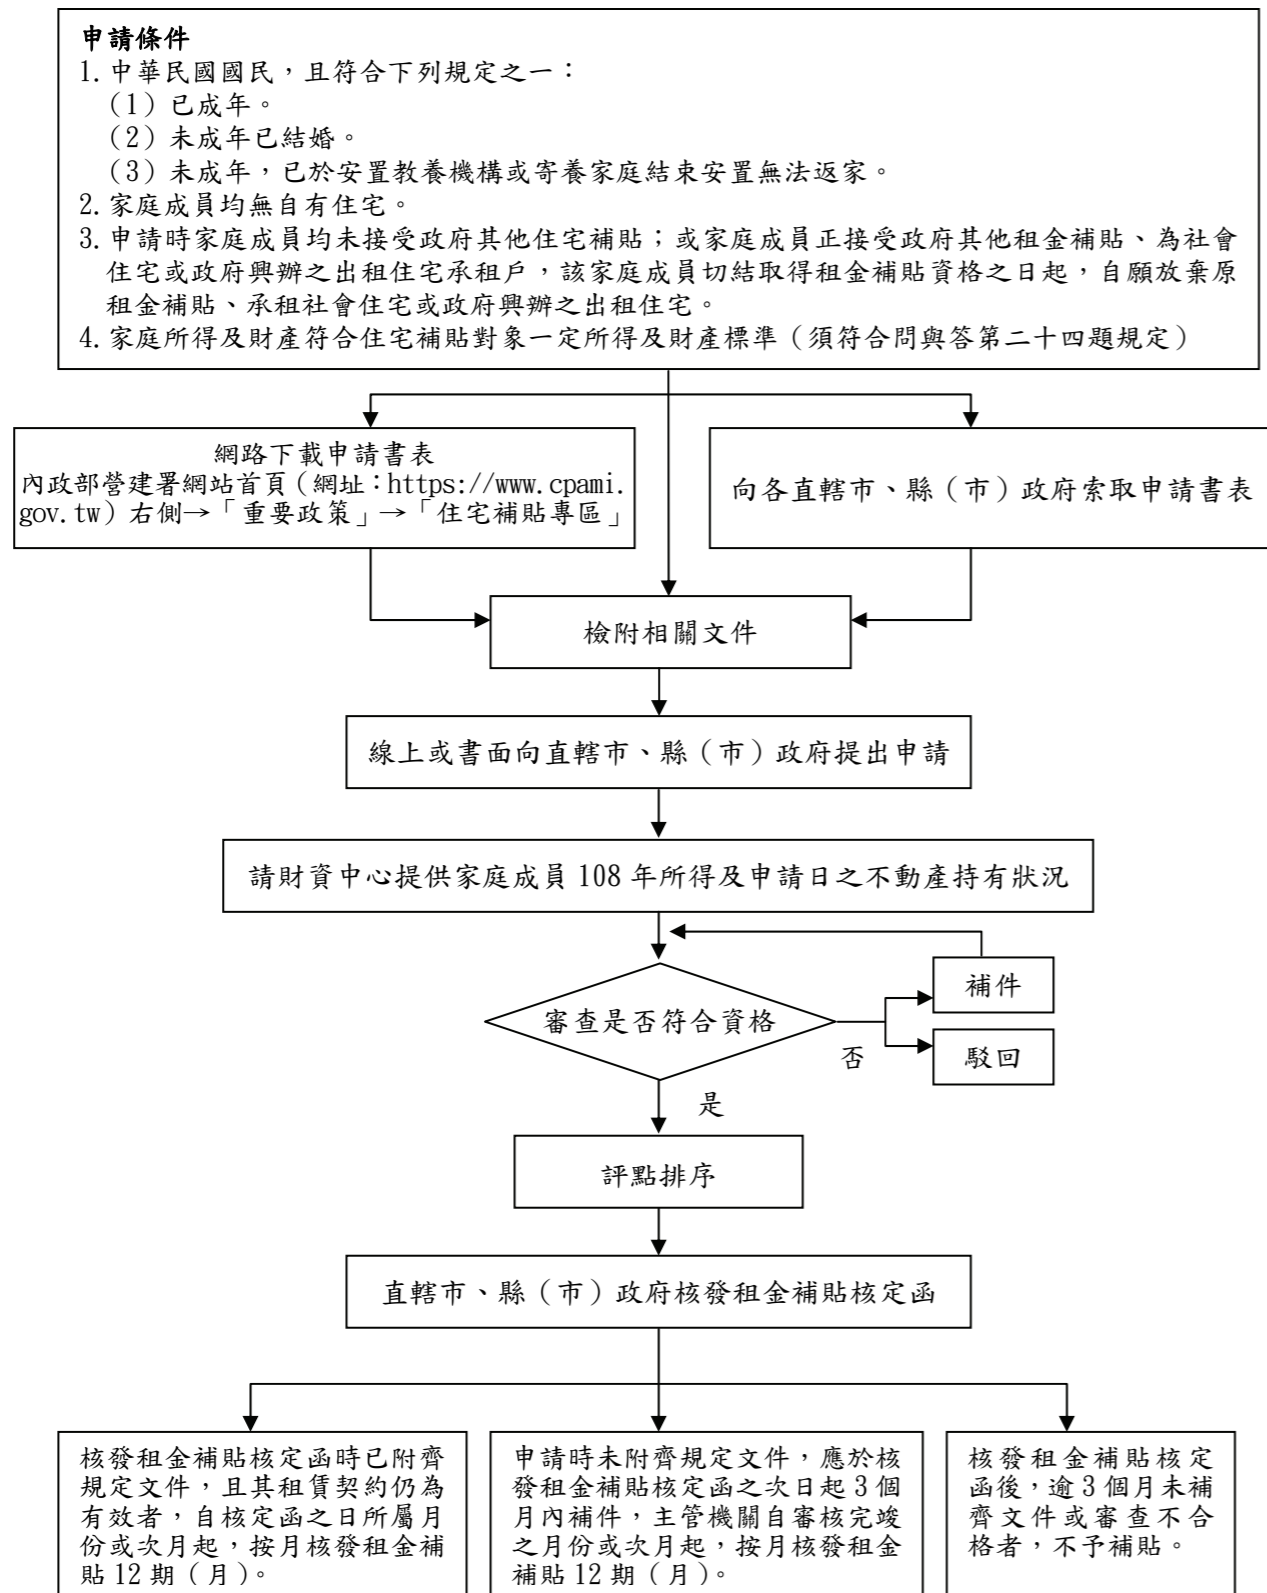 申請條件
1. 中華民國國民，且符合下列規定之一：
（1）已成年。
（2）未成年已結婚。
（3）未成年，已於安置教養機構或寄養家庭結束安置無法返家。
2. 家庭成員均無自有住宅。
3. 申請時家庭成員均未接受政府其他住宅補貼；或家庭成員正接受政府其他租金補貼、為社會
住宅或政府興辦之出租住宅承租戶，該家庭成員切結取得租金補貼資格之日起，自願放棄原
租金補貼、承租社會住宅或政府興辦之出租住宅。
4. 家庭所得及財產符合住宅補貼對象一定所得及財產標準（須符合問與答第二十四題規定）
網路下載申請書表
內政部營建署網站首頁（網址：https://www.cpami.
gov.tw）右側→「重要政策」→「住宅補貼專區」
向各直轄市、縣（市）政府索取申請書表
檢附相關文件
線上或書面向直轄市、縣（市）政府提出申請
請財資中心提供家庭成員 108 年所得及申請日之不動產持有狀況
審查是否符合資格
補件
否
駁回
是
評點排序
直轄市、縣（市）政府核發租金補貼核定函
核發租金補貼核定函時已附齊
規定文件，且其租賃契約仍為
有效者，自核定函之日所屬月
份或次月起，按月核發租金補
貼 12 期（月）。
申請時未附齊規定文件，應於核
發租金補貼核定函之次日起 3 個
月內補件，主管機關自審核完竣
之月份或次月起，按月核發租金
補貼 12 期（月）。
核發租金補貼核定
函後，逾 3 個月未補
齊文件或審查不合
格者，不予補貼。